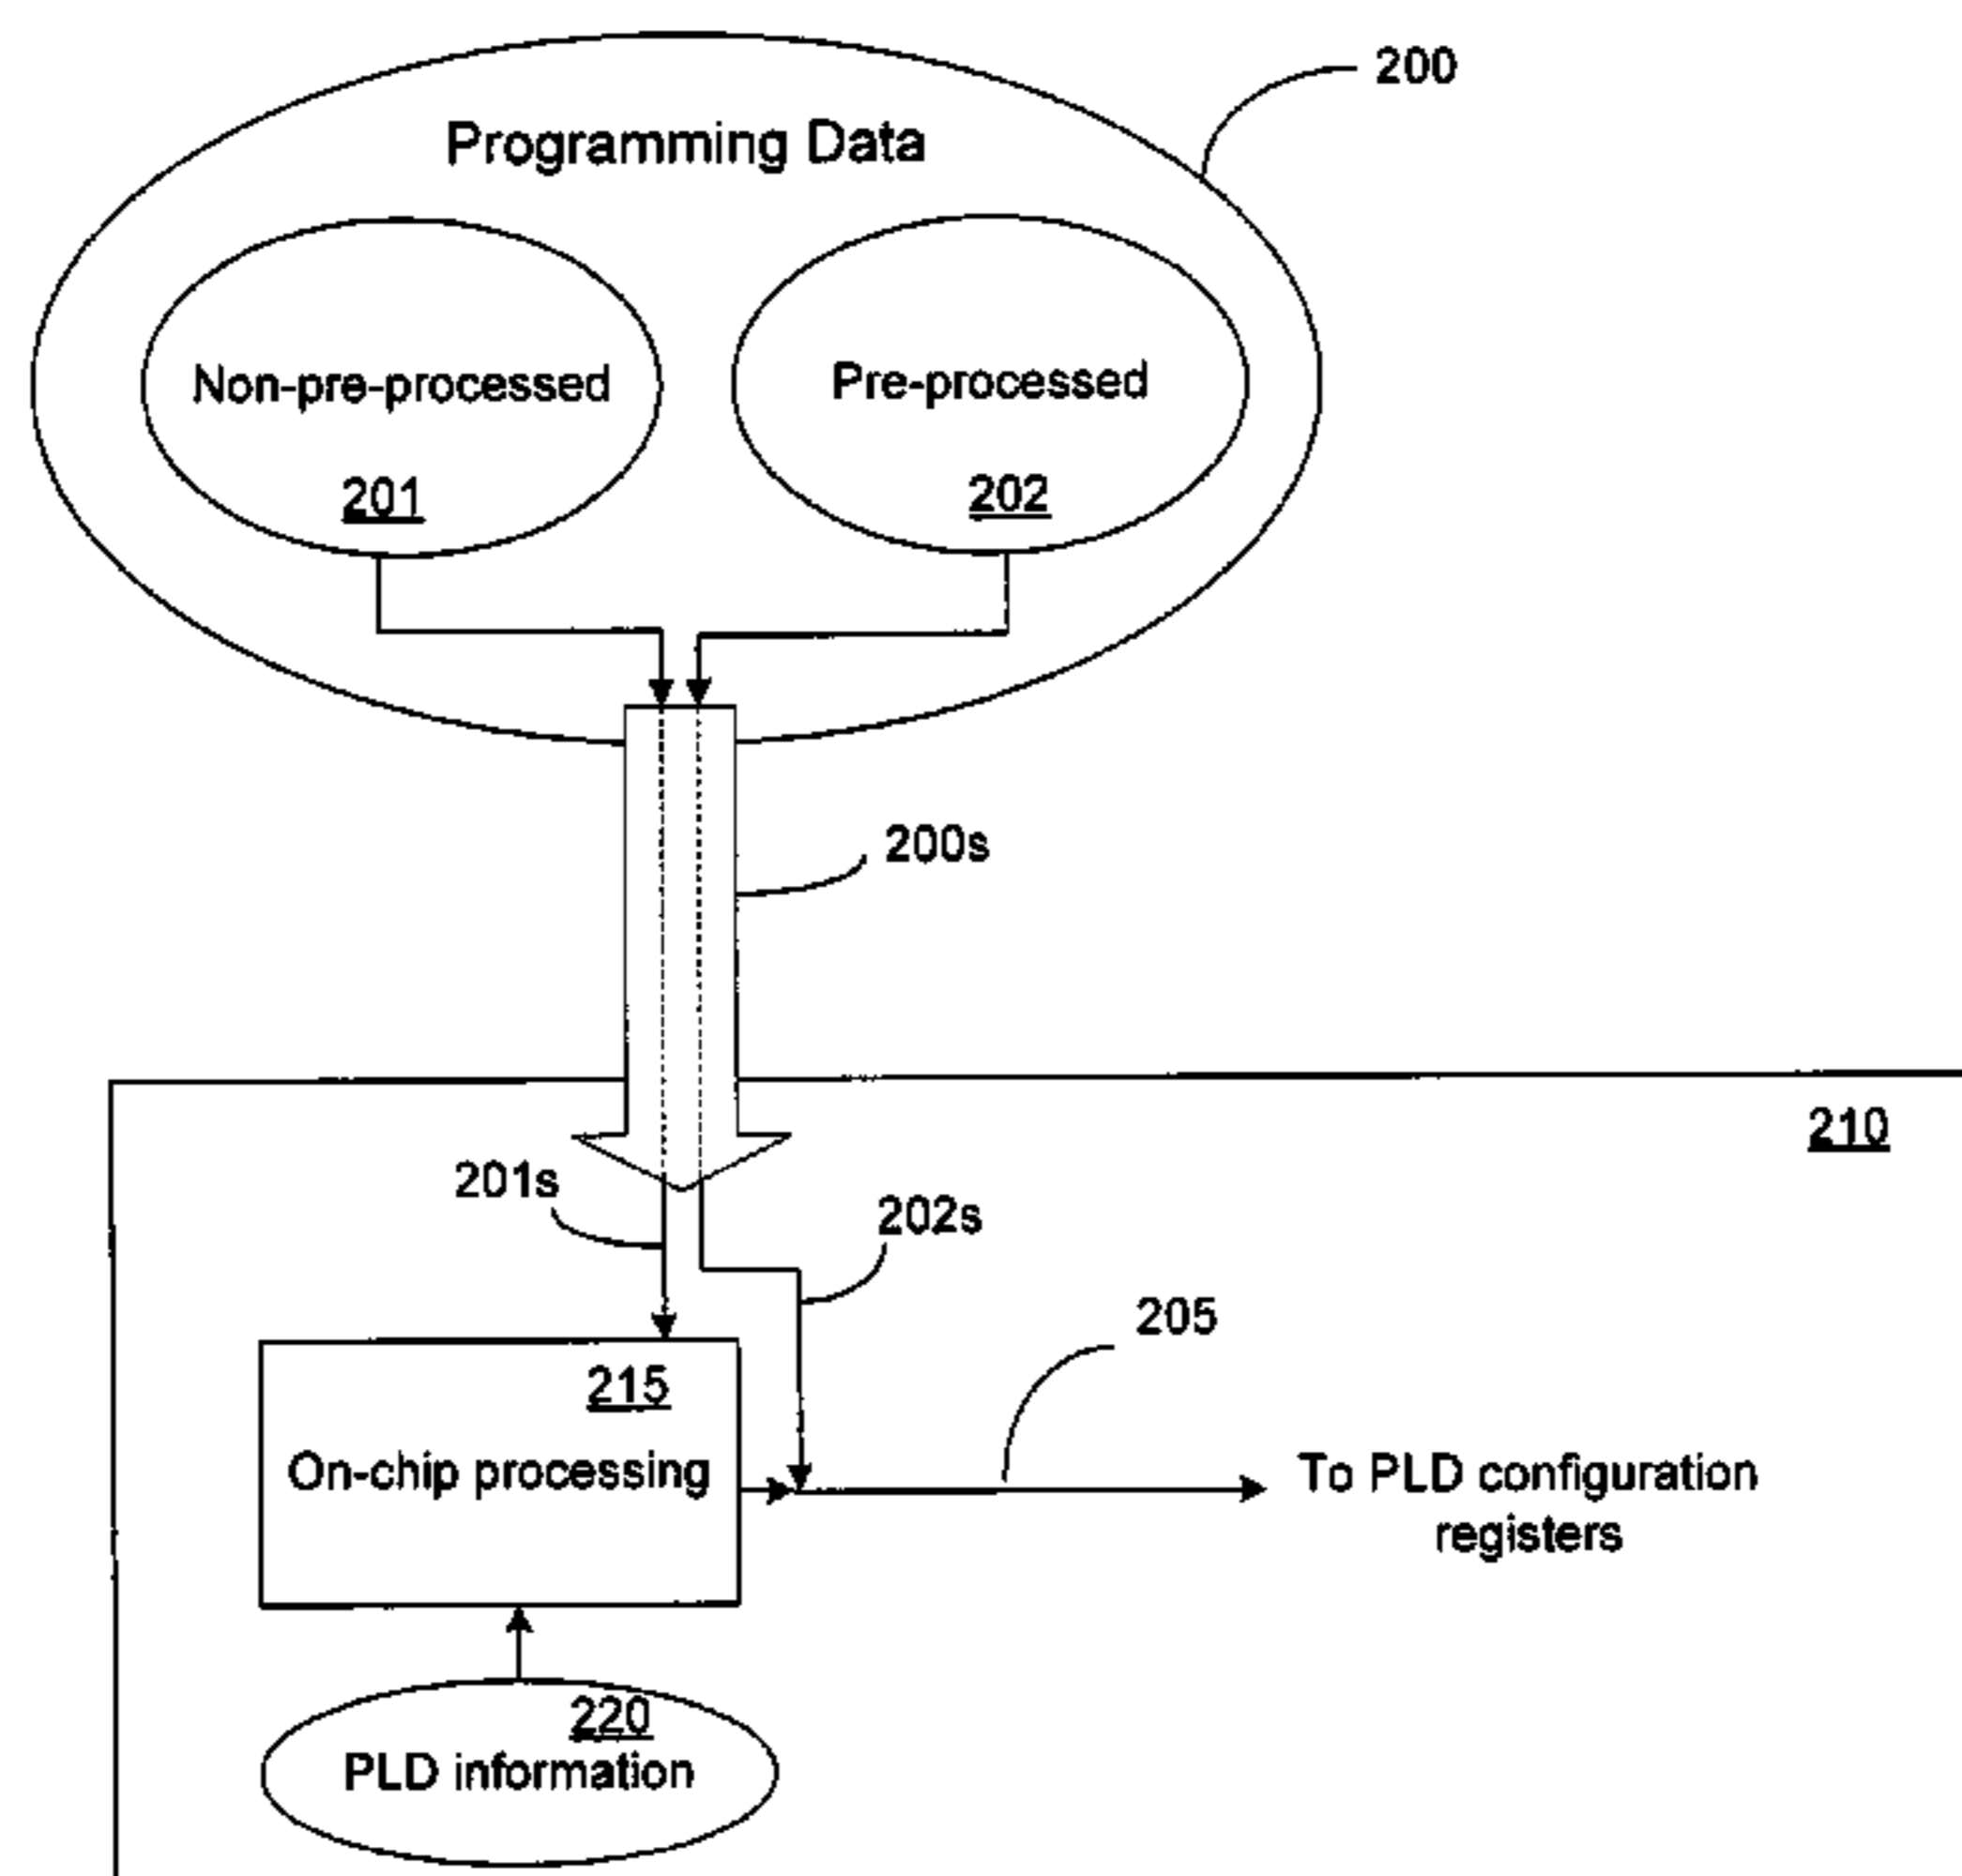 200
Programming Data
Non-pre-processed
Pre-processed
201
202
200s
210
201s
202s
205
215
On-chip processing
To PLD configuration
registers
220
PLD information